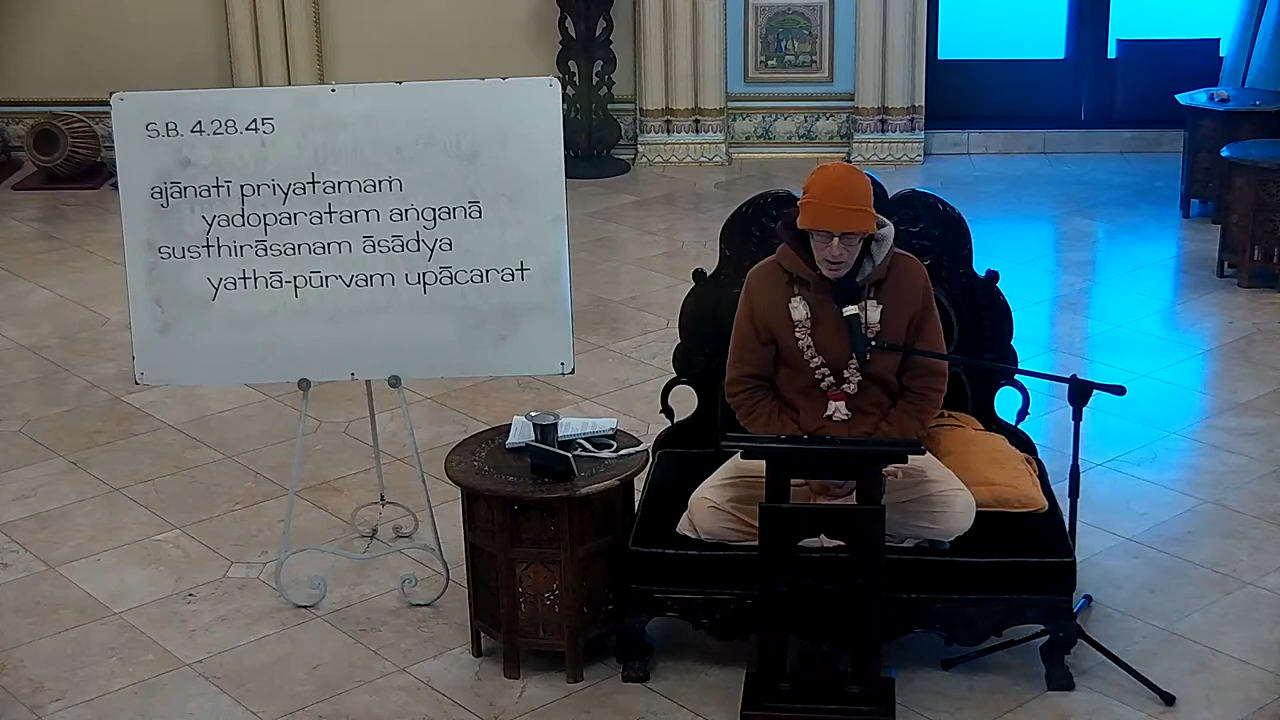 S.B. 4.28.45
ajānatī priyatamaṁ
yadoparatam aṅganā
susthirāsanam āsādya
yathā-pūrvam upācarat